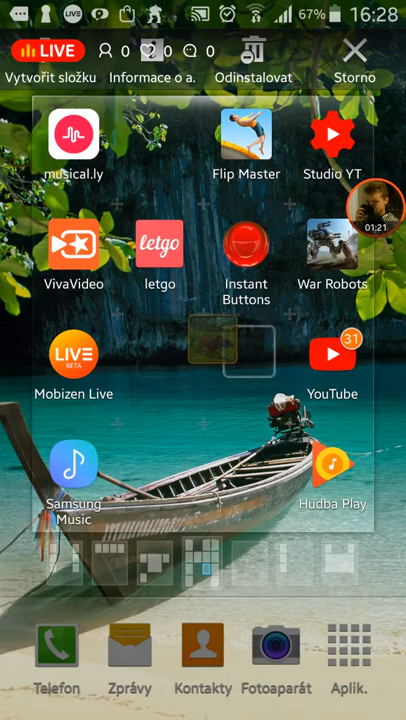 67% 16:28
LIVE 0 0 0
Vytvořit složku Informace o a. Odinstalovat Storno
musical.ly Flip Master Studio YT
01:21
letgo
VivaVideo letgo Instant Buttons War Robots
LIVE
BETA
31
Mobizen Live YouTube
Samsung Music Hudba Play
Telefon Zprávy Kontakty Fotoaparát Aplik.